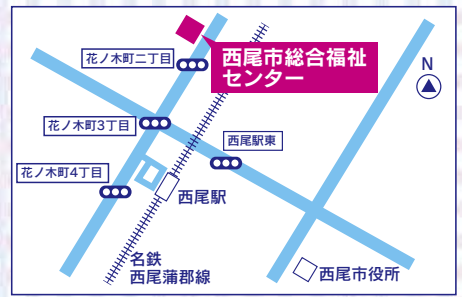 西尾市総合福祉
センター
花ノ木町二丁目
N
花ノ木町3丁目
西尾駅東
花ノ木町4丁目
西尾駅
名鉄
西尾蒲郡線
西尾市役所